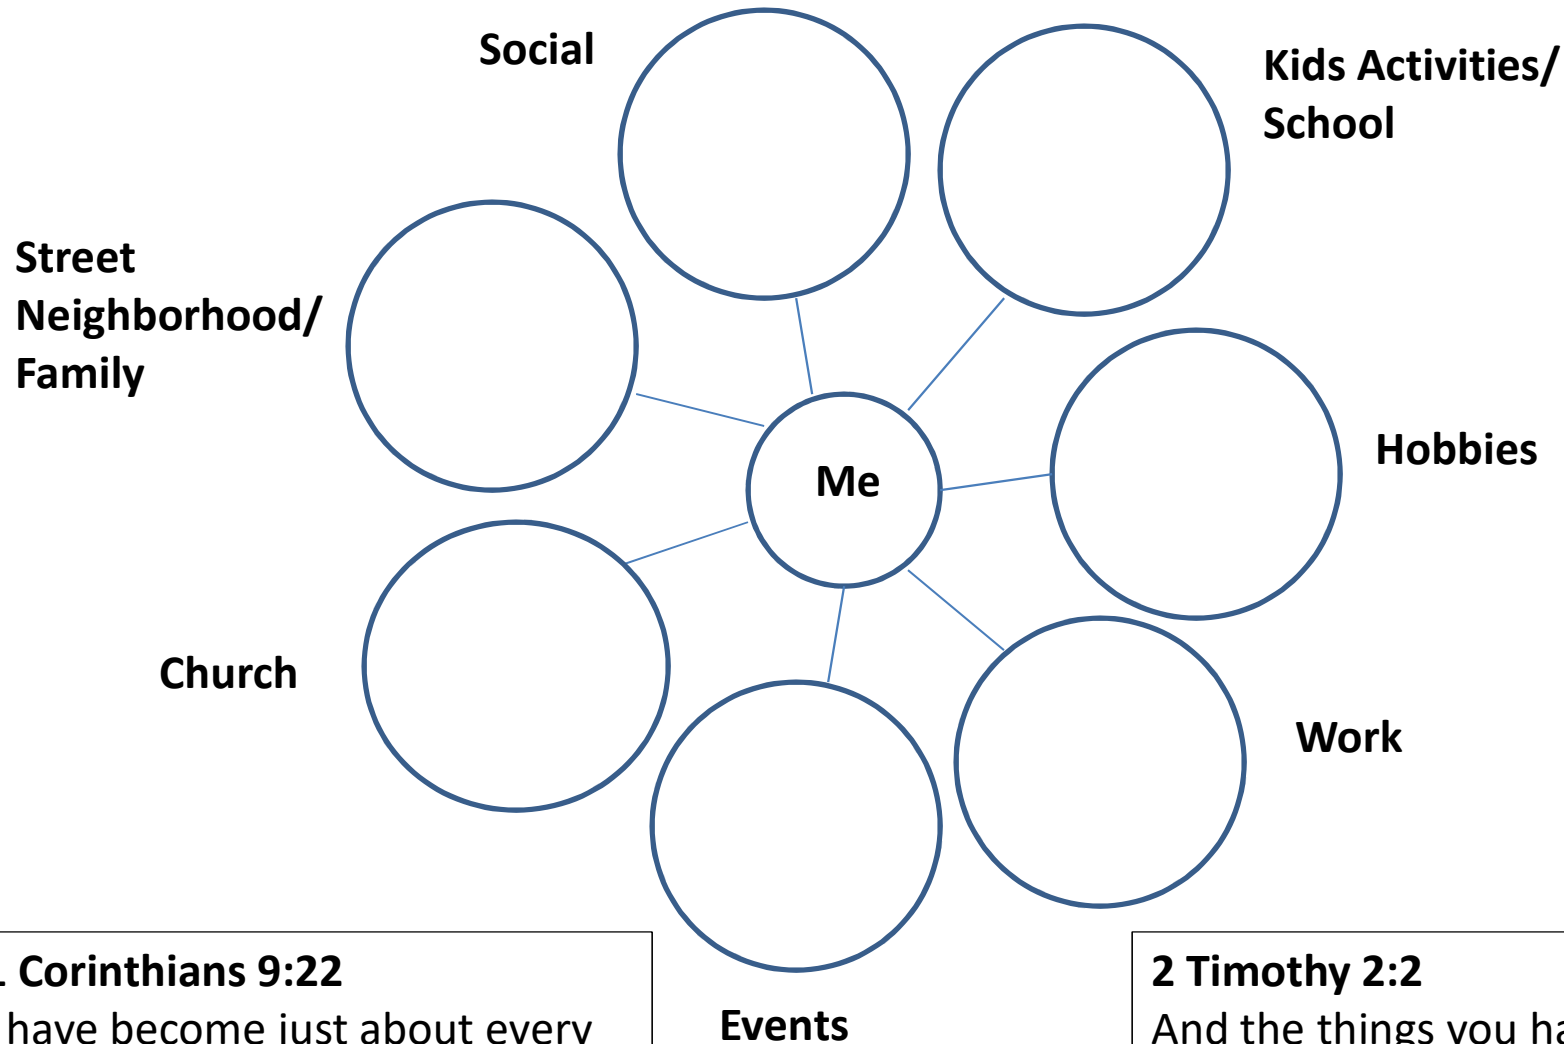 Social
Kids Activities/
School
Street
Neighborhood/
Family
Me
Hobbies
Church
Work
Events
1 Corinthians 9:22
have become just about every
2 Timothy 2:2
And the things you ha